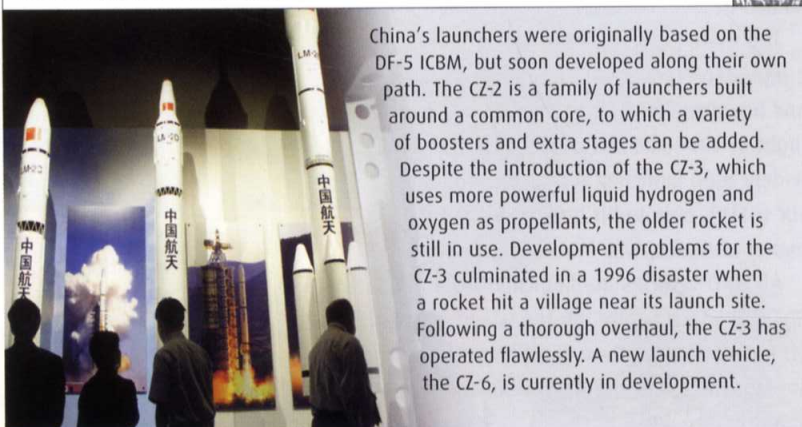 China's launchers were originally based on the
DF-5 ICBM, but soon developed along their own
path. The CZ-2 is a family of launchers built
around a common core, to which a variety
of boosters and extra stages can be added.
Despite the introduction of the CZ-3, which
uses more powerful liquid hydrogen and
oxygen as propellants, the older rocket is
still in use. Development problems for the
CZ-3 culminated in a 1996 disaster when
a rocket hit a village near its launch site.
Following a thorough overhaul, the CZ-3 has
operated flawlessly. A new launch vehicle,
the CZ-6, is currently in development.
中国航天
中国航天
中国航天